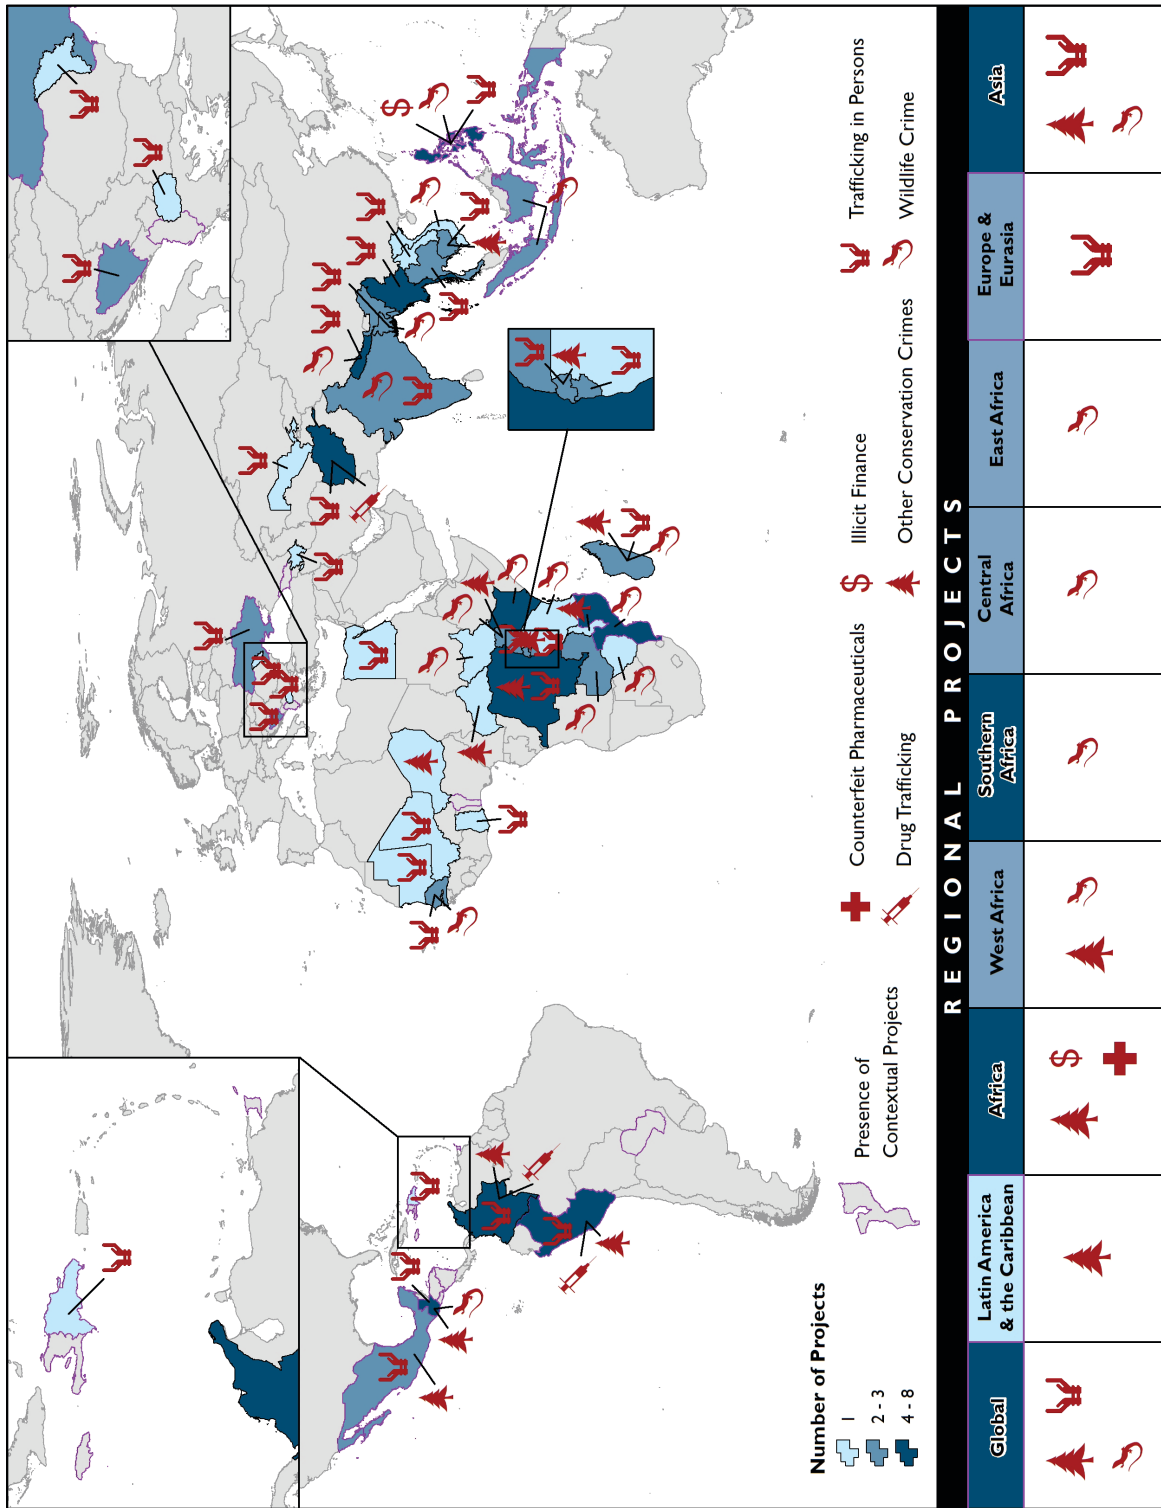 Number of Projects
1
2 - 3
4 - 8
Presence of
Contextual Projects
Counterfeit Pharmaceuticals
Drug Trafficking
$ Illicit Finance
Other Conservation Crimes
Trafficking in Persons
Wildlife Crime
$
REGIONAL PROJECTS
Global
Latin America
& the Caribbean
Africa
West Africa
Southern
Africa
Central
Africa
East Africa
Europe &
Eurasia
Asia
$